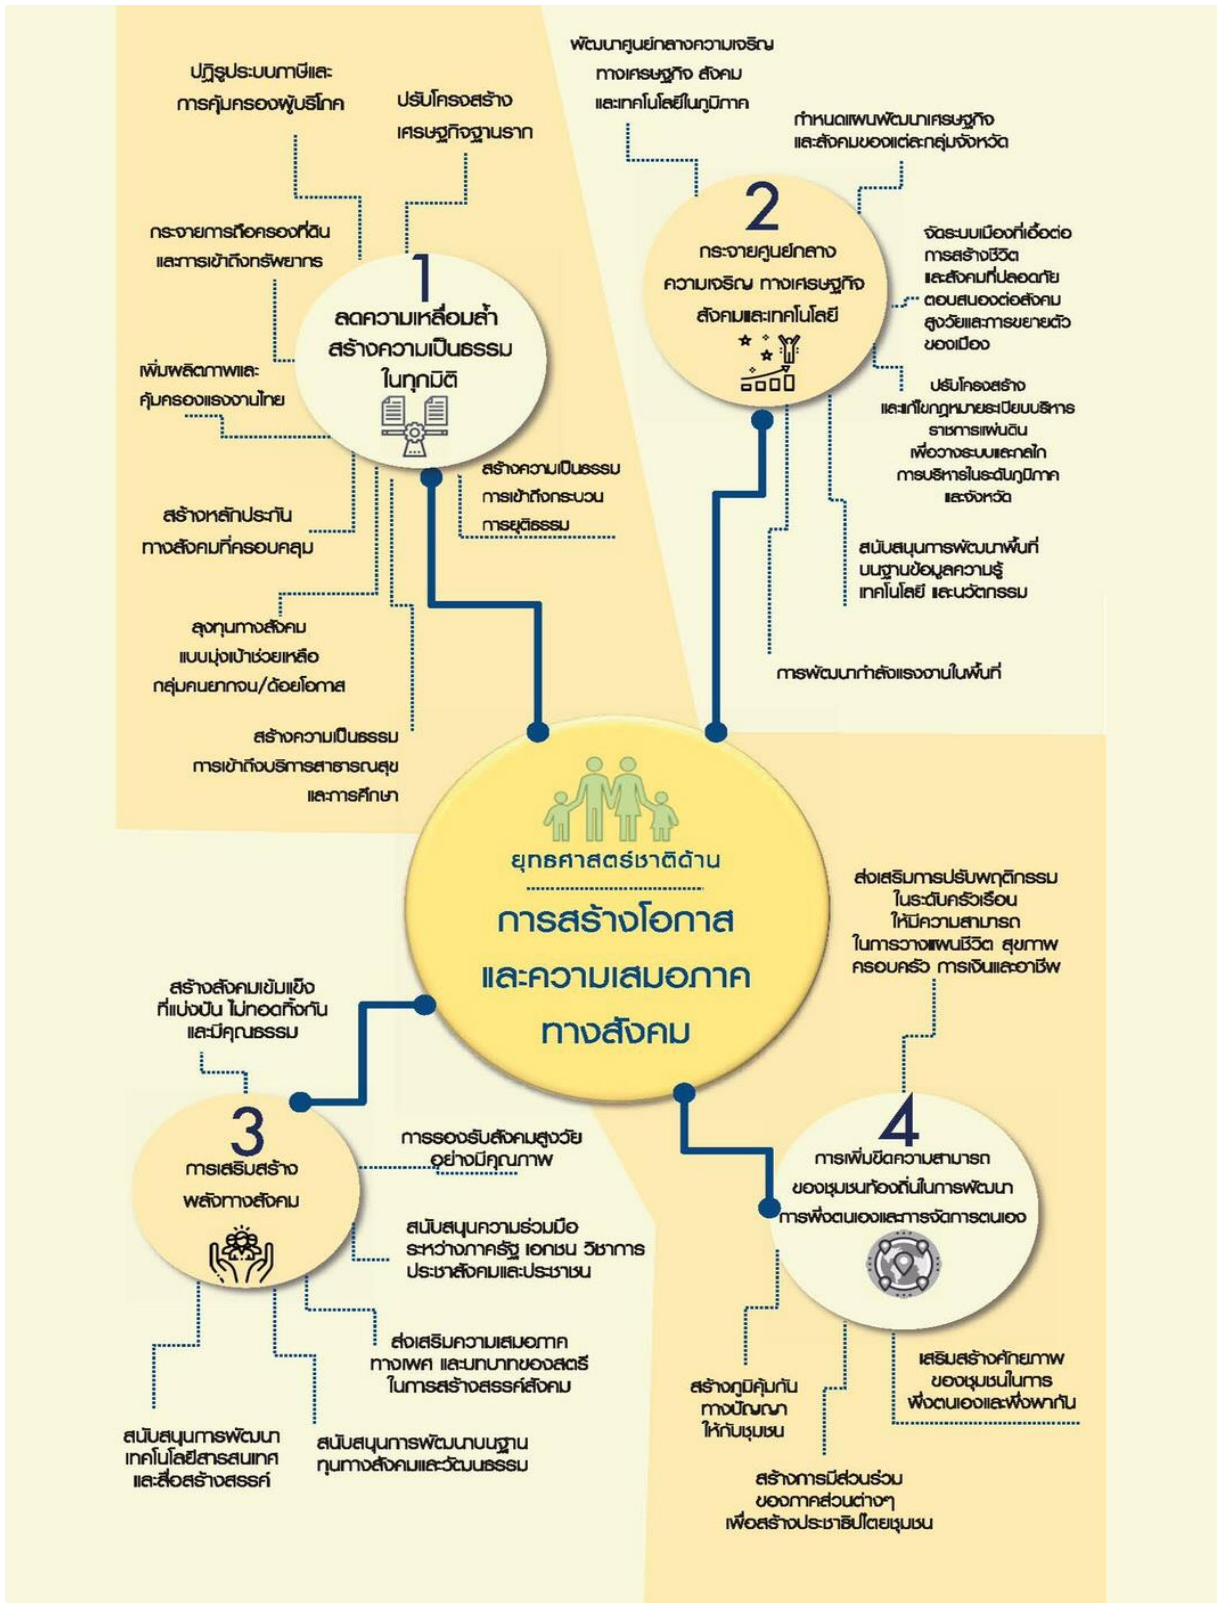 ปฏิรูประบบภาษีและ
การคุ้มครองผู้บริโภค
ปรับโครงสร้าง
เศรษฐกิจฐานราก
กระจายการถือครองที่ดิน
และการเข้าถึงทรัพยากร
1
ลดความเหลื่อมล้ำ
สร้างความเป็นธรรม
ในทุกมิติ
เพิ่มผลิตภาพและ
คุ้มครองแรงงานไทย
สร้างความเป็นธรรม
การเข้าถึงกระบวน
การยุติธรรม
สร้างหลักประกัน
ทางสังคมที่ครอบคลุม
ลงทุนทางสังคม
แบบมุ่งเป้าช่วยเหลือ
กลุ่มคนยากจน/ด้อยโอกาส
สร้างความเป็นธรรม
การเข้าถึงบริการสาธารณสุข
และการศึกษา
พัฒนาศูนย์กลางความเจริญ
ทางเศรษฐกิจ สังคม
และเทคโนโลยีในภูมิภาค
กำหนดแผนพัฒนาเศรษฐกิจ
และสังคมของแต่ละกลุ่มจังหวัด
2
กระจายศูนย์กลาง
ความเจริญ ทางเศรษฐกิจ
สังคมและเทคโนโลยี
จัดระบบเมืองที่เอื้อต่อ
การสร้างชีวิต
และสังคมที่ปลอดภัย
ตอบสนองต่อสังคม
สูงวัยและการขยายตัว
ของเมือง
ปรับโครงสร้าง
และแก้ไขกฎหมายระเบียบบริหาร
ราชการแผ่นดิน
เพื่อวางระบบและกลไก
การบริหารในระดับภูมิภาค
และจังหวัด
สนับสนุนการพัฒนาพื้นที่
บนฐานข้อมูลความรู้
เทคโนโลยี และนวัตกรรม
การพัฒนากำลังแรงงานในพื้นที่
ยุทธศาสตร์ชาติด้าน
การสร้างโอกาส
และความเสมอภาค
ทางสังคม
สร้างสังคมเข้มแข็ง
ที่แบ่งปัน ไม่ทอดทิ้งกัน
และมีคุณธรรม
3
การเสริมสร้าง
พลังทางสังคม
การรองรับสังคมสูงวัย
อย่างมีคุณภาพ
สนับสนุนความร่วมมือ
ระหว่างภาครัฐ เอกชน วิชาการ
ประชาสังคมและประชาชน
ส่งเสริมความเสมอภาค
ทางเพศ และบทบาทของสตรี
ในการสร้างสรรค์สังคม
สนับสนุนการพัฒนา
เทคโนโลยีสารสนเทศ
และสื่อสร้างสรรค์
สนับสนุนการพัฒนาบนฐาน
ทุนทางสังคมและวัฒนธรรม
ส่งเสริมการปรับพฤติกรรม
ในระดับครัวเรือน
ให้มีความสามารถ
ในการวางแผนชีวิต สุขภาพ
ครอบครัว การเงินและอาชีพ
4
การเพิ่มขีดความสามารถ
ของชุมชนท้องถิ่นในการพัฒนา
การพึ่งตนเองและการจัดการตนเอง
สร้างภูมิคุ้มกัน
ทางปัญญา
ให้กับชุมชน
เสริมสร้างศักยภาพ
ของชุมชนในการ
พึ่งตนเองและพึ่งพากัน
สร้างการมีส่วนร่วม
ของภาคส่วนต่างๆ
เพื่อสร้างประชาธิปไตยชุมชน